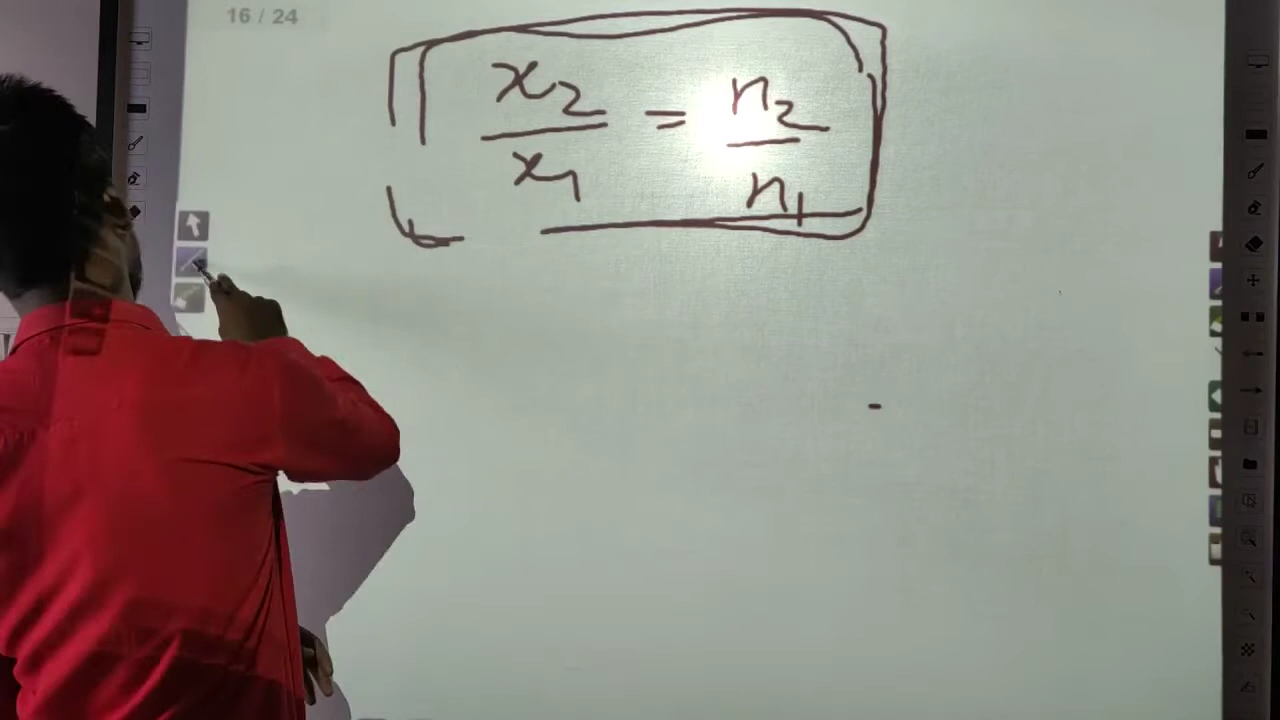 16 / 24
x₂/x₁ = n₂/n₁